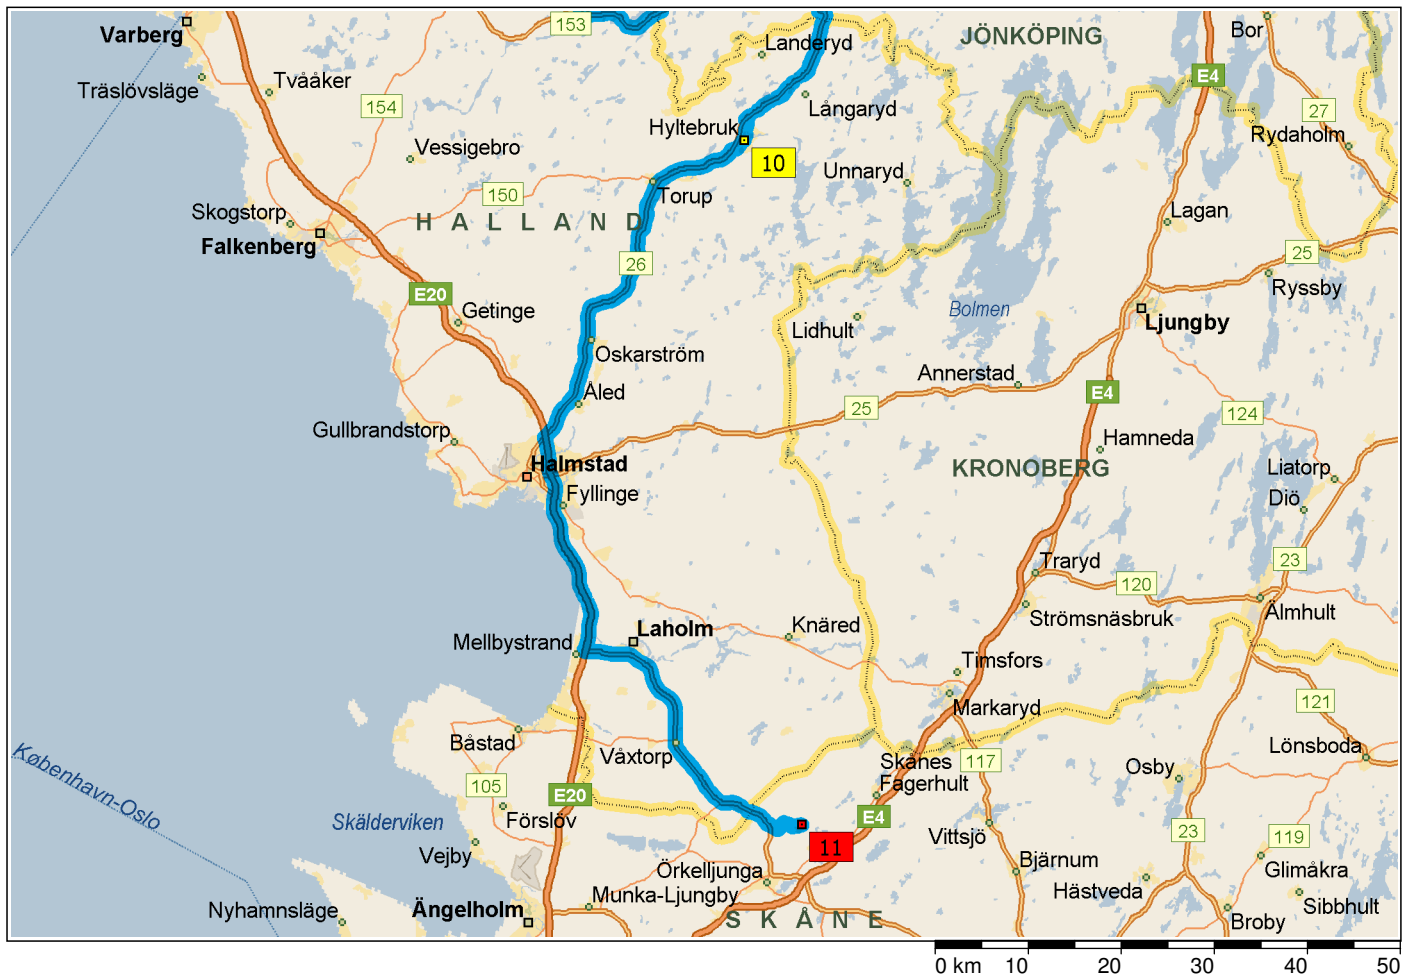 Varberg
153
Landeryd
JÖNKÖPING
Bor
E4
Träslövsläge
Tvååker
154
Långaryd
27
Hyltebruk
Rydaholm
Vessigebro
10
Unnaryd
150
Torup
Skogstorp
HALLAND
Lagan
Falkenberg
26
25
Ryssby
E20
Getinge
Bolmen
Lidhult
Ljungby
Oskarström
Annerstad
E4
Åled
25
124
Gullbrandstorp
Hamneda
Halmstad
KRONOBERG
Liatorp
Fyllinge
Diö
Traryd
23
120
Strömsnäsbruk
Älmhult
Laholm
Knäred
Mellbystrand
Timsfors
Markaryd
121
Båstad
Våxtorp
Skånes
Fagerhult
117
Lönsboda
Osby
København-Oslo
105
E20
Förslöv
E4
Skälderviken
Vittsjö
23
119
Vejby
11
Bjärnum
Glimåkra
Örkelljunga
Hästveda
Munka-Ljungby
Sibbhult
Nyhamnsläge
Ängelholm
SKÅNE
Broby
0 km 10 20 30 40 50